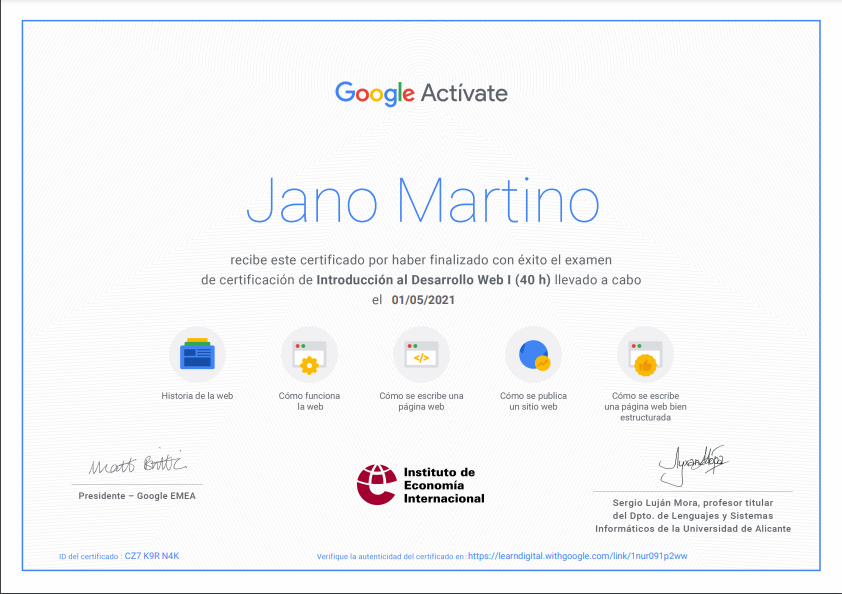 Google Actívate
Jano Martino
recibe este certificado por haber finalizado con éxito el examen
de certificación de Introducción al Desarrollo Web I (40 h) llevado a cabo
el 01/05/2021
</>
Historia de la web
Cómo funciona
la web
Cómo se escribe una
página web
Cómo se publica
un sitio web
Cómo se escribe
una página web bien
estructurada
Matt Brittin
Presidente – Google EMEA
Instituto de
Economía
Internacional
Sergio Luján Mora, profesor titular
del Dpto. de Lenguajes y Sistemas
Informáticos de la Universidad de Alicante
ID del certificado : CZ7 K9R N4K
Verifique la autenticidad del certificado en: https://learndigital.withgoogle.com/link/1nur091p2ww